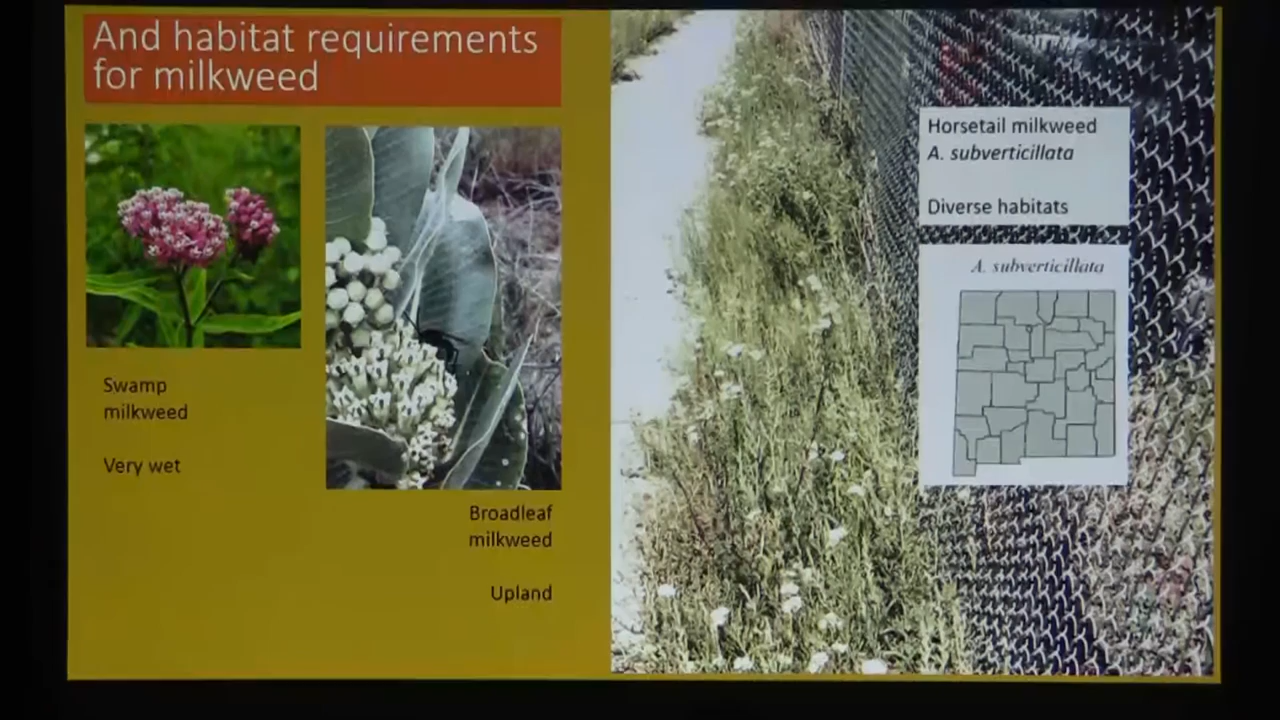 And habitat requirements
for milkweed
Swamp
milkweed
Very wet
Broadleaf
milkweed
Upland
Horsetail milkweed
A. subverticillata
Diverse habitats
A. subverticillata